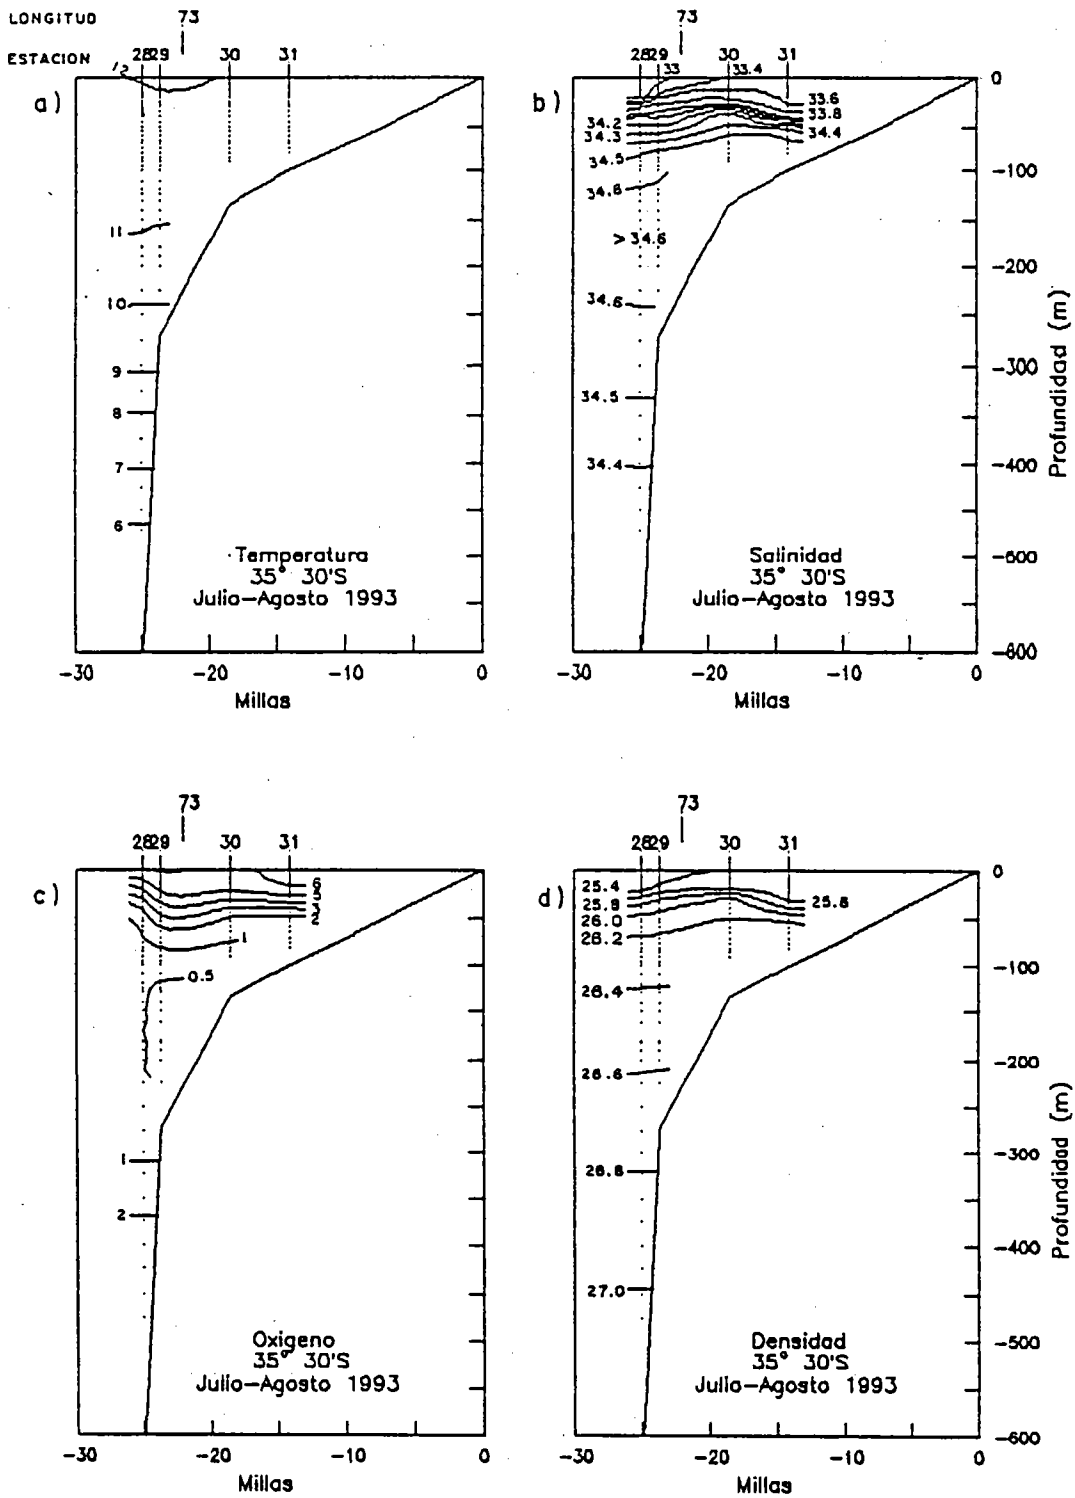 LONGITUD 73 73
ESTACION 28 29 30 31 28 29 30 31
a) 12
11
10
9
8
7
6
Temperatura
35° 30'S
Julio-Agosto 1993
-30 -20 -10 0
Millas
b) 33 33.4 0
33.6
33.8
34.2
34.3 34.4
34.5
34.6 -100
> 34.6
-200
34.6
-300
34.5
34.4 -400
-500
Salinidad
35° 30'S
Julio-Agosto 1993
-600
-30 -20 -10 0
Millas
Profundidad (m)
73 73
28 29 30 31 28 29 30 31
c) 6
5
3
2
1
0.5
1
2
Oxigeno
35° 30'S
Julio-Agosto 1993
-30 -20 -10 0
Millas
d) 25.4 0
25.8 25.6
26.0
26.2
26.4 -100
26.6 -200
26.8 -300
27.0 -400
-500
Densidad
35° 30'S
Julio-Agosto 1993
-600
-30 -20 -10 0
Millas
Profundidad (m)